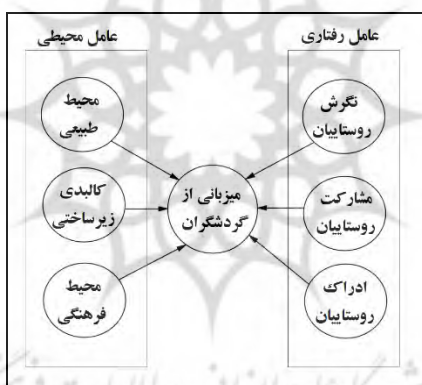 عامل رفتاری
عامل محیطی
نگرش
روستاییان
مشارکت
روستاییان
ادراک
روستاییان
میزبانی از
گردشگران
محیط
طبیعی
کالبدی
زیرساختی
محیط
فرهنگی